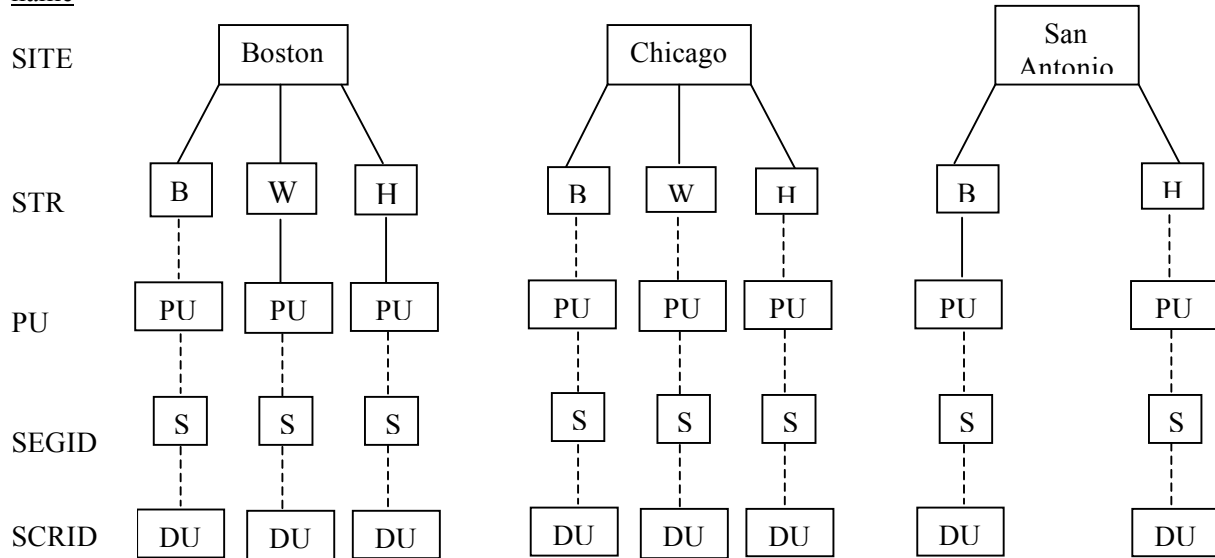 name
SITE Boston Chicago San Antonio
STR B W H B W H B H
PU PU PU PU PU PU PU PU PU
SEGID S S S S S S S S
SCRID DU DU DU DU DU DU DU DU